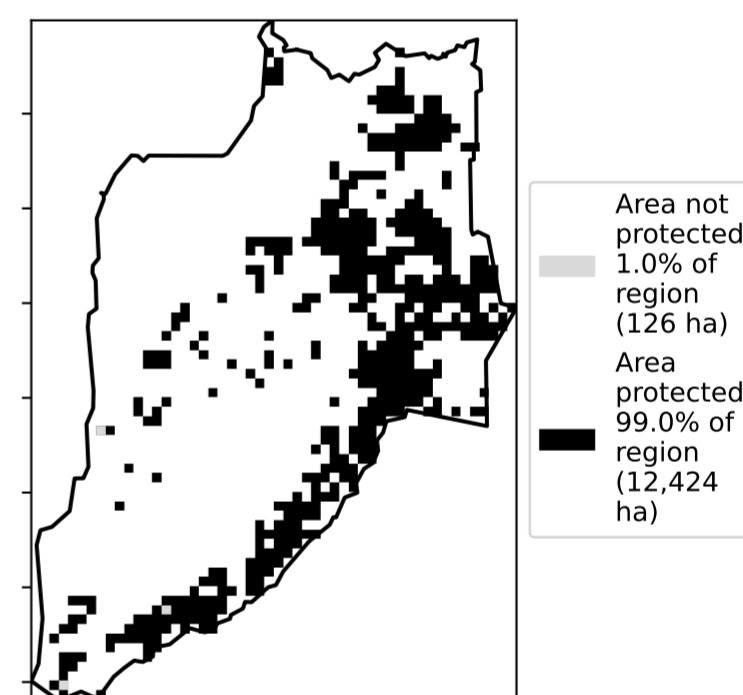 Area not
protected
1.0% of
region
(126 ha)
Area
protected
99.0% of
region
(12,424
ha)